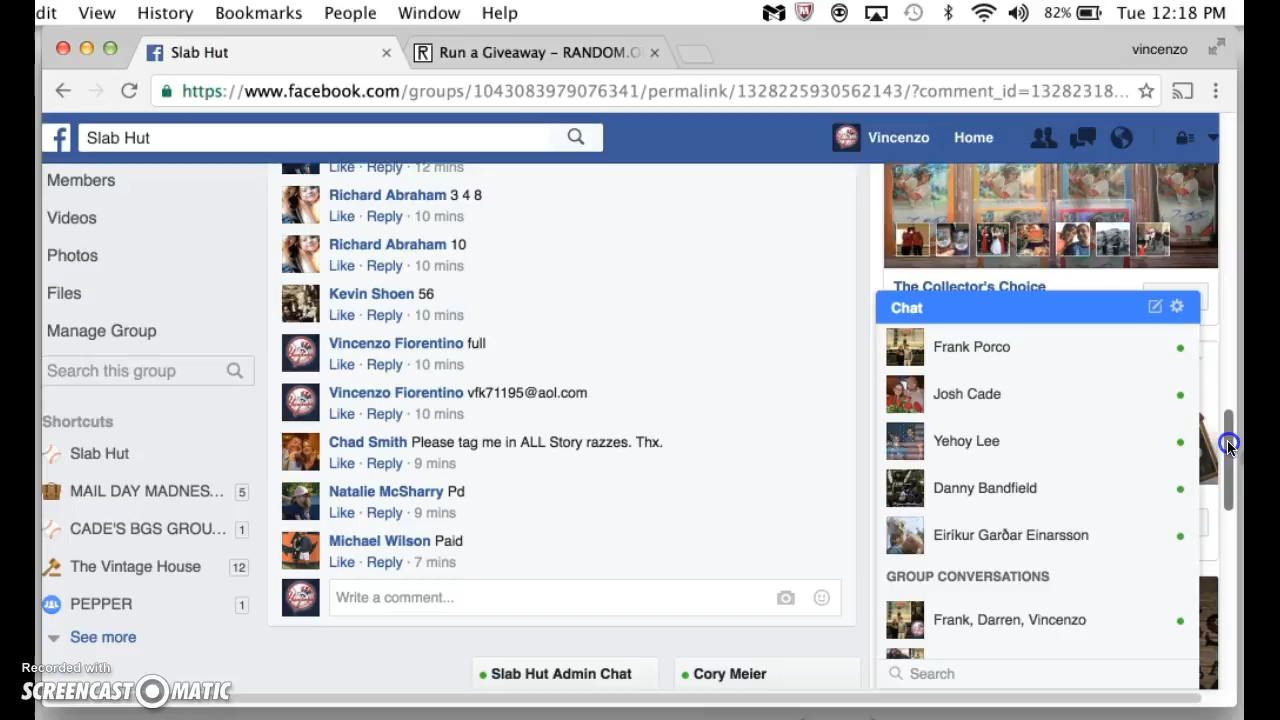 dit View History Bookmarks People Window Help 82% Tue 12:18 PM
Slab Hut × R Run a Giveaway – RANDOM.O × vincenzo
https://www.facebook.com/groups/1043083979076341/permalink/1328225930562143/?comment_id=13282318...
f Slab Hut Vincenzo Home
Members
Videos
Photos
Files
Manage Group
Search this group
Shortcuts
Slab Hut
MAIL DAY MADNES... 5
CADE'S BGS GROU... 1
The Vintage House 12
PEPPER 1
See more
Like · Reply · 12 mins
Richard Abraham 3 4 8
Like · Reply · 10 mins
Richard Abraham 10
Like · Reply · 10 mins
Kevin Shoen 56
Like · Reply · 10 mins
Vincenzo Fiorentino full
Like · Reply · 10 mins
Vincenzo Fiorentino vfk71195@aol.com
Like · Reply · 10 mins
Chad Smith Please tag me in ALL Story razzes. Thx.
Like · Reply · 9 mins
Natalie McSharry Pd
Like · Reply · 9 mins
Michael Wilson Paid
Like · Reply · 7 mins
Write a comment...
The Collector's Choice
Chat
Frank Porco
Josh Cade
Yehoy Lee
Danny Bandfield
Eiríkur Garðar Einarsson
GROUP CONVERSATIONS
Frank, Darren, Vincenzo
Search
Slab Hut Admin Chat
Cory Meier
Recorded with
SCREENCAST-O-MATIC